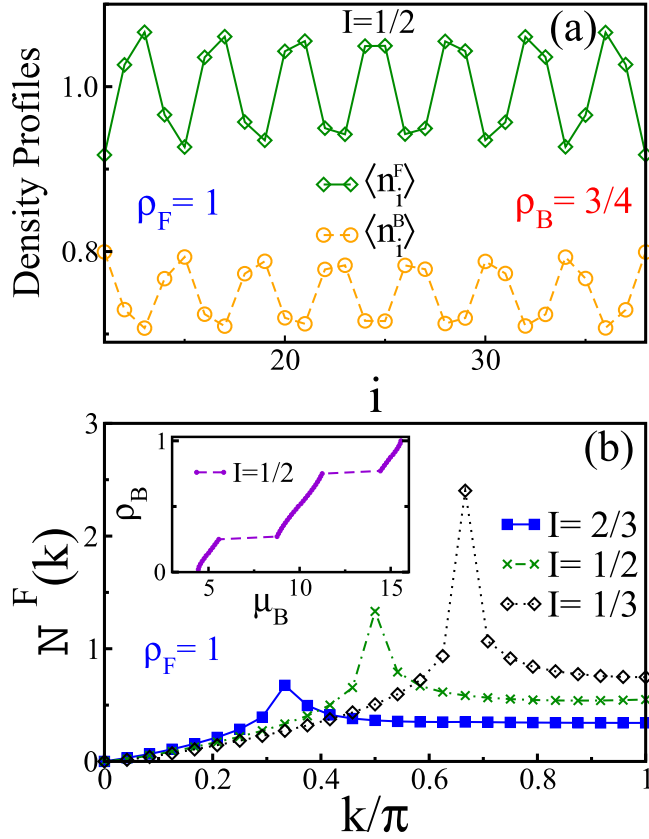 I=1/2
(a)
Density Profiles
1.0
0.8
⟨n_i^F⟩
⟨n_i^B⟩
ρ_F= 1
ρ_B= 3/4
20
30
i
3
2
1
0
N^F(k)
(b)
1
0
ρ_B
I=1/2
5
10
15
μ_B
I= 2/3
I= 1/2
I= 1/3
ρ_F= 1
0
0.2
0.4
0.6
0.8
1
k/π